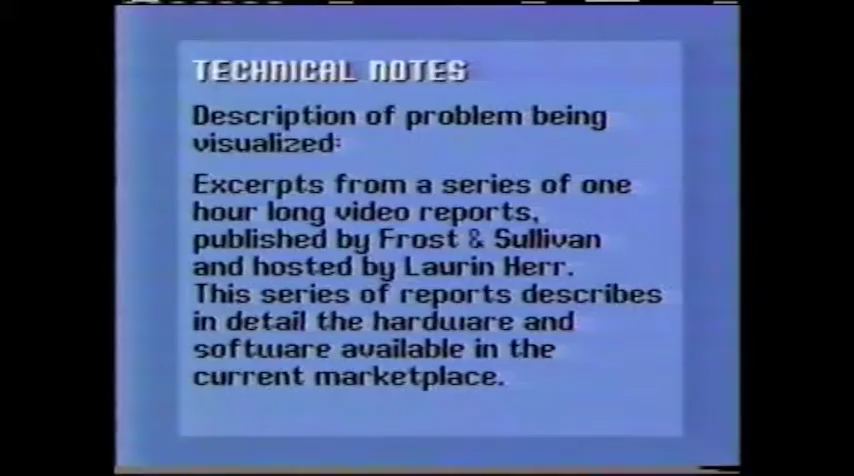 TECHNICAL NOTES
Description of problem being
visualized:
Excerpts from a series of one
hour long video reports,
published by Frost & Sullivan
and hosted by Laurin Herr.
This series of reports describes
in detail the hardware and
software available in the
current marketplace.